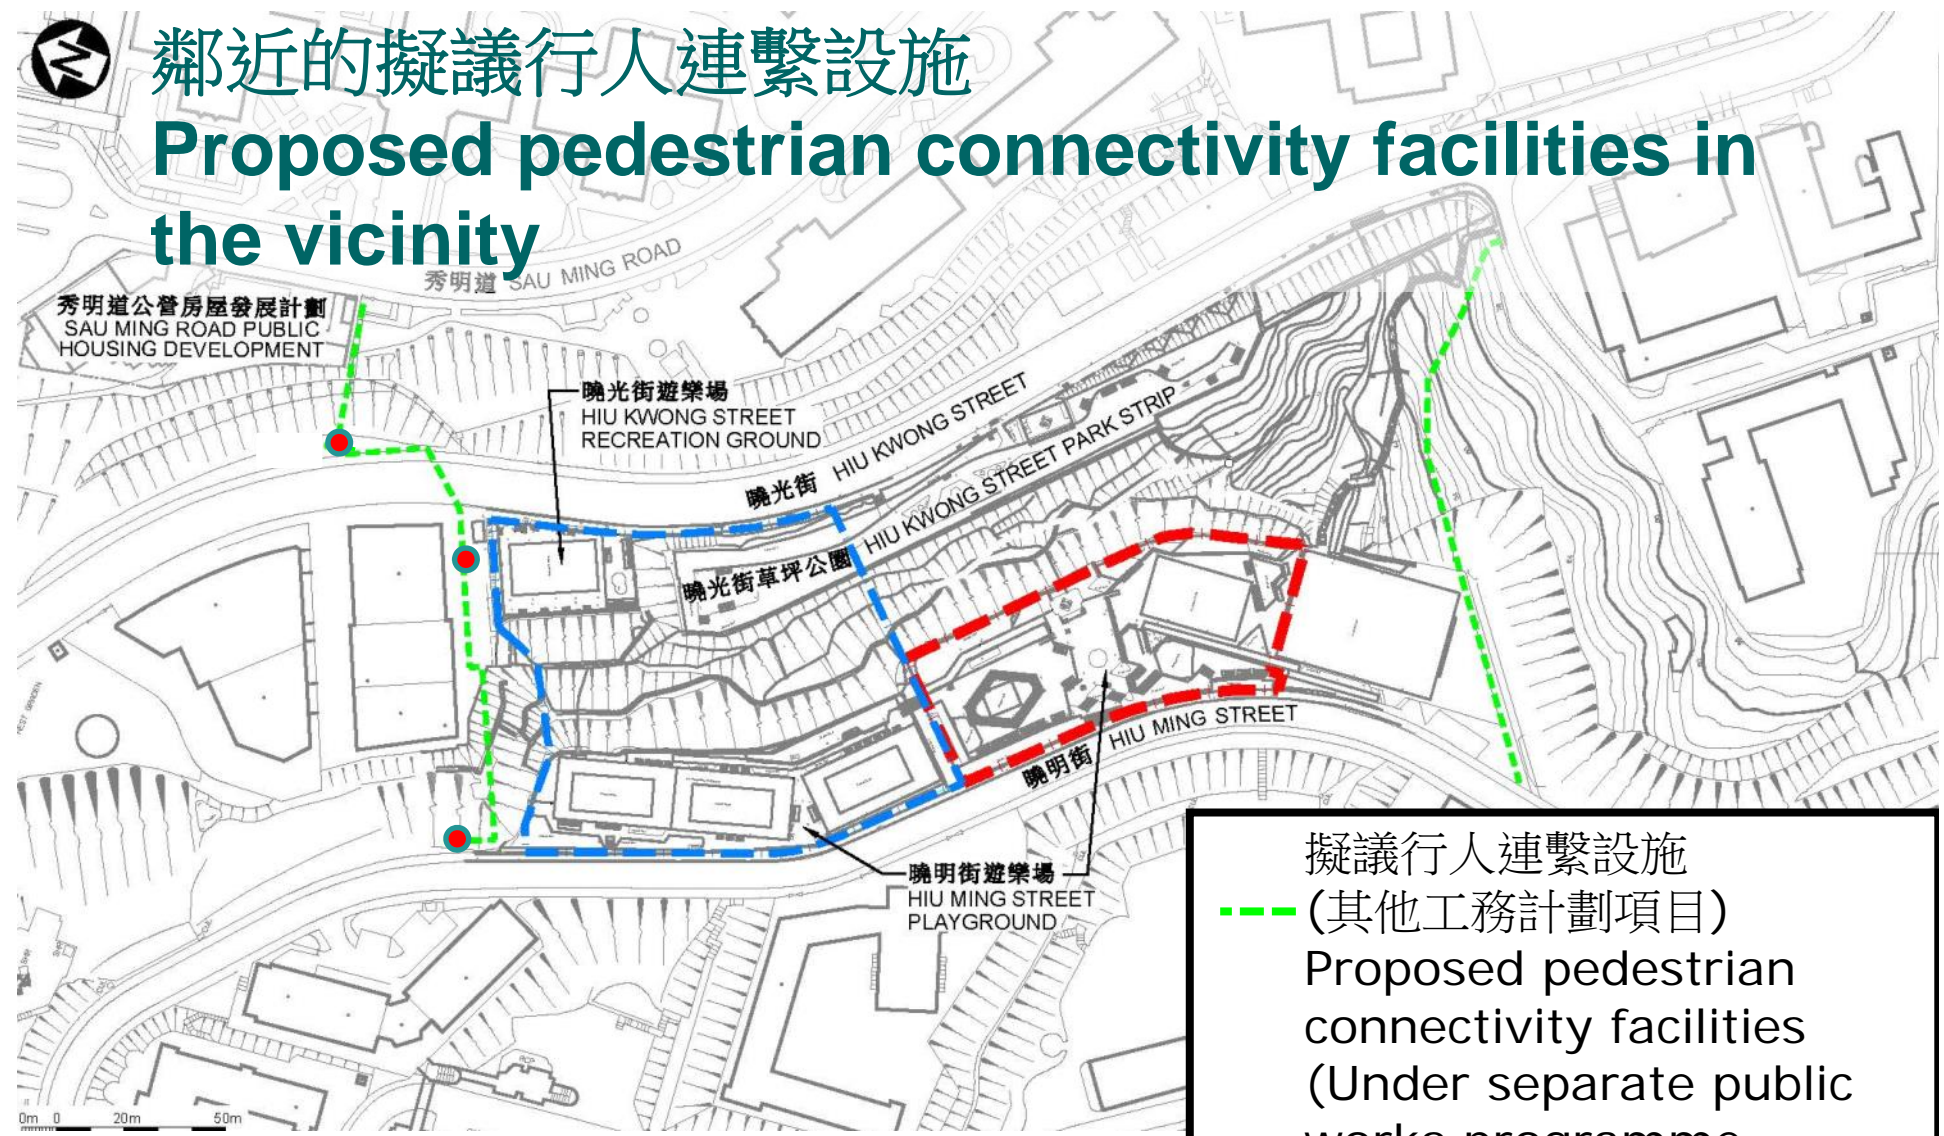 鄰近的擬議行人連繫設施
Proposed pedestrian connectivity facilities in
the vicinity
秀明道 SAU MING ROAD
秀明道公營房屋發展計劃
SAU MING ROAD PUBLIC
HOUSING DEVELOPMENT
曉光街遊樂場
HIU KWONG STREET
RECREATION GROUND
曉光街 HIU KWONG STREET
曉光街草坪公園 HIU KWONG STREET PARK STRIP
曉明街 HIU MING STREET
曉明街遊樂場
HIU MING STREET
PLAYGROUND
擬議行人連繫設施
(其他工務計劃項目)
Proposed pedestrian
connectivity facilities
(Under separate public
works programme
0m 0 20m 50m